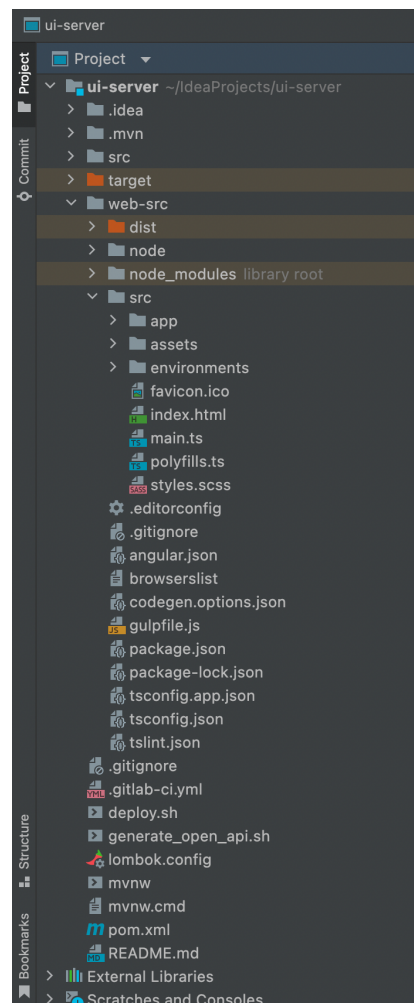 ui-server
Project
Project
Commit
Structure
Bookmarks
ui-server ~/IdeaProjects/ui-server
.idea
.mvn
src
target
web-src
dist
node
node_modules library root
src
app
assets
environments
favicon.ico
index.html
main.ts
polyfills.ts
styles.scss
.editorconfig
.gitignore
angular.json
browserslist
codegen.options.json
gulpfile.js
package.json
package-lock.json
tsconfig.app.json
tsconfig.json
tslint.json
.gitignore
.gitlab-ci.yml
deploy.sh
generate_open_api.sh
lombok.config
mvnw
mvnw.cmd
pom.xml
README.md
External Libraries
Scratches and Consoles